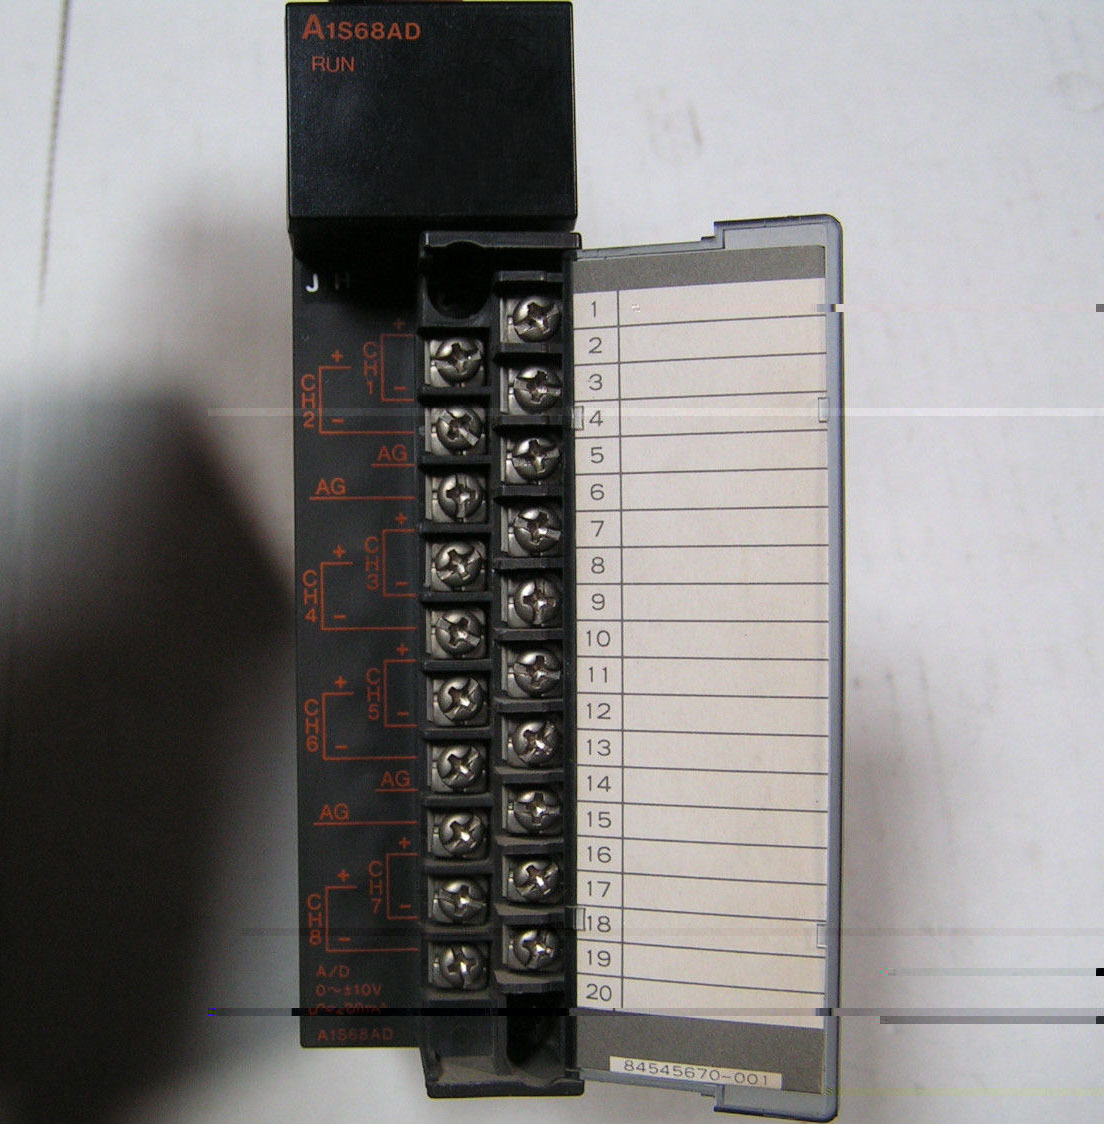 A1S68AD
RUN
J H
CH1
+
-
CH2
+
-
AG
AG
CH3
+
-
CH4
+
-
CH5
+
-
CH6
+
-
AG
AG
CH7
+
-
CH8
+
-
A/D
0~±10V
A1S68AD
1
2
3
4
5
6
7
8
9
10
11
12
13
14
15
16
17
18
19
20
84545670-001